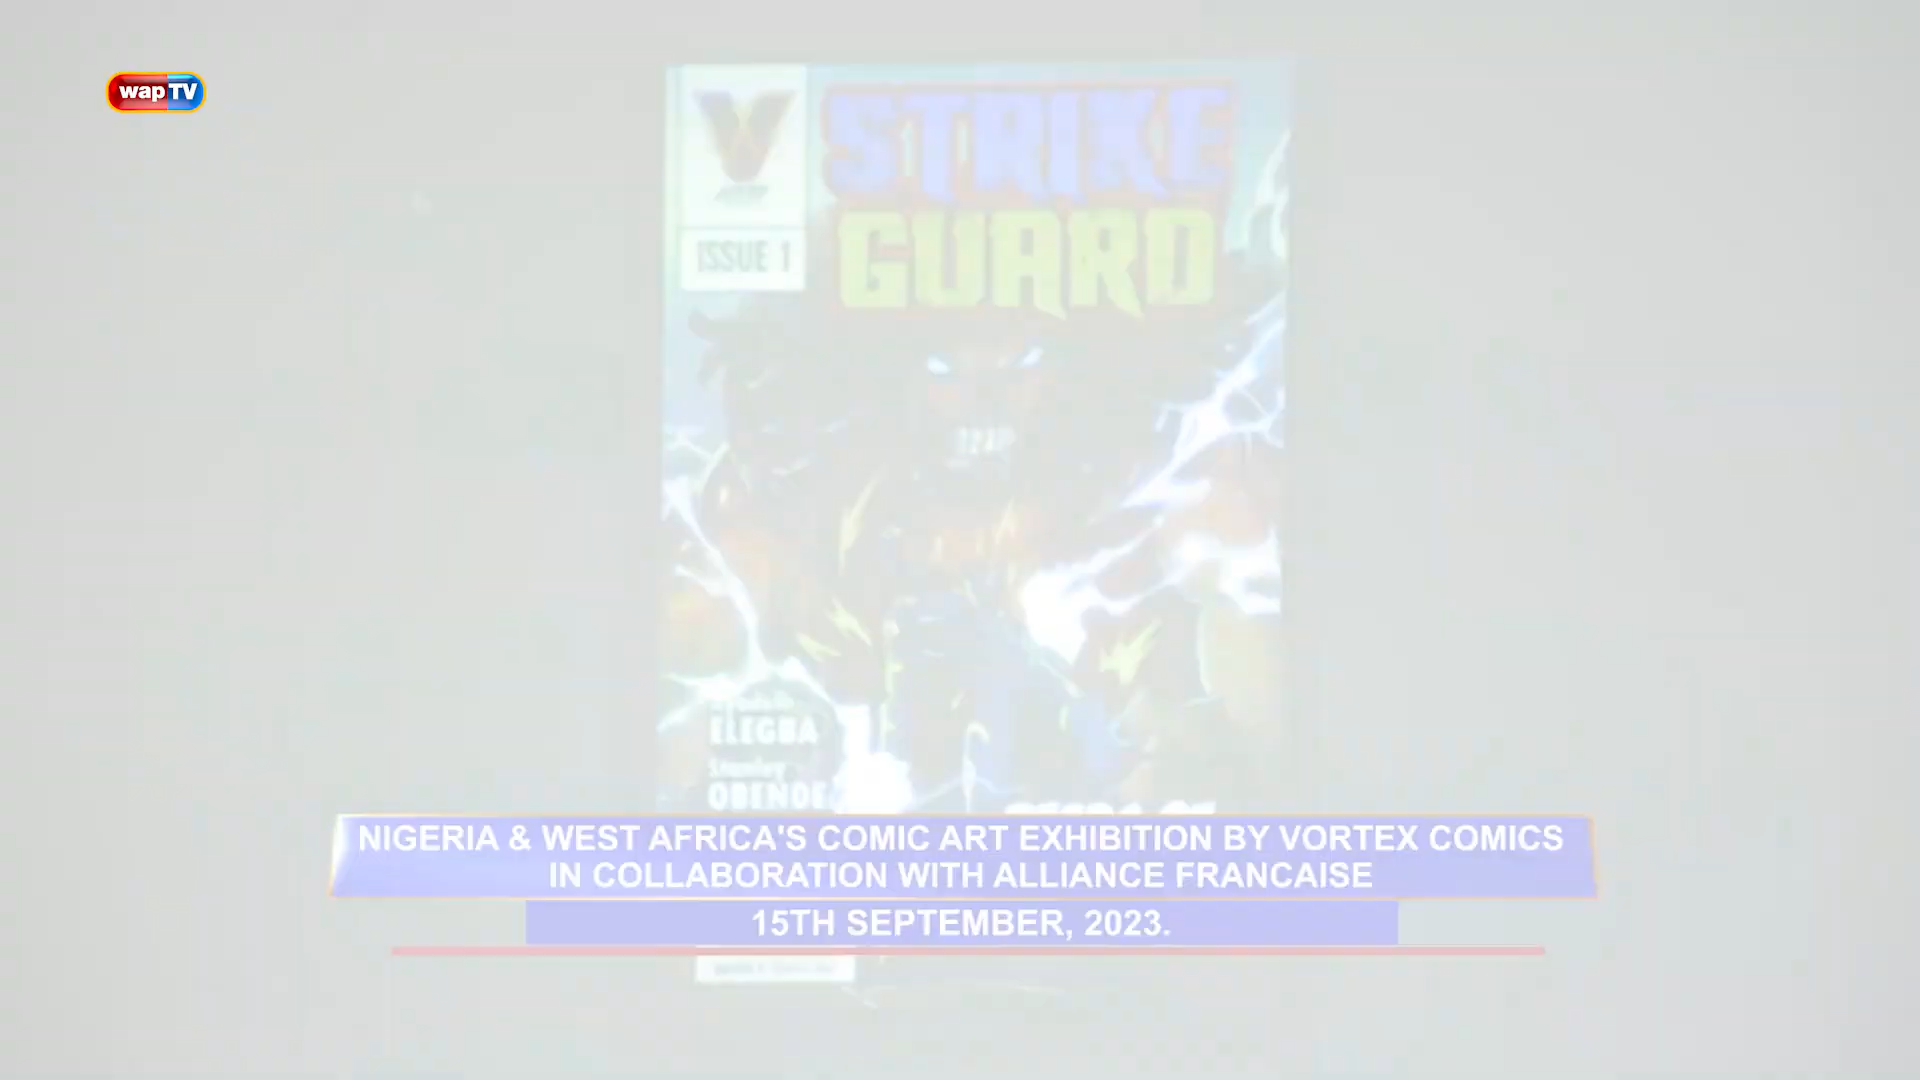 wapTV
STRIKE
GUARD
ISSUE 1
ELEGBA
Stanley
OBENDE
NIGERIA & WEST AFRICA'S COMIC ART EXHIBITION BY VORTEX COMICS
IN COLLABORATION WITH ALLIANCE FRANCAISE
15TH SEPTEMBER, 2023.